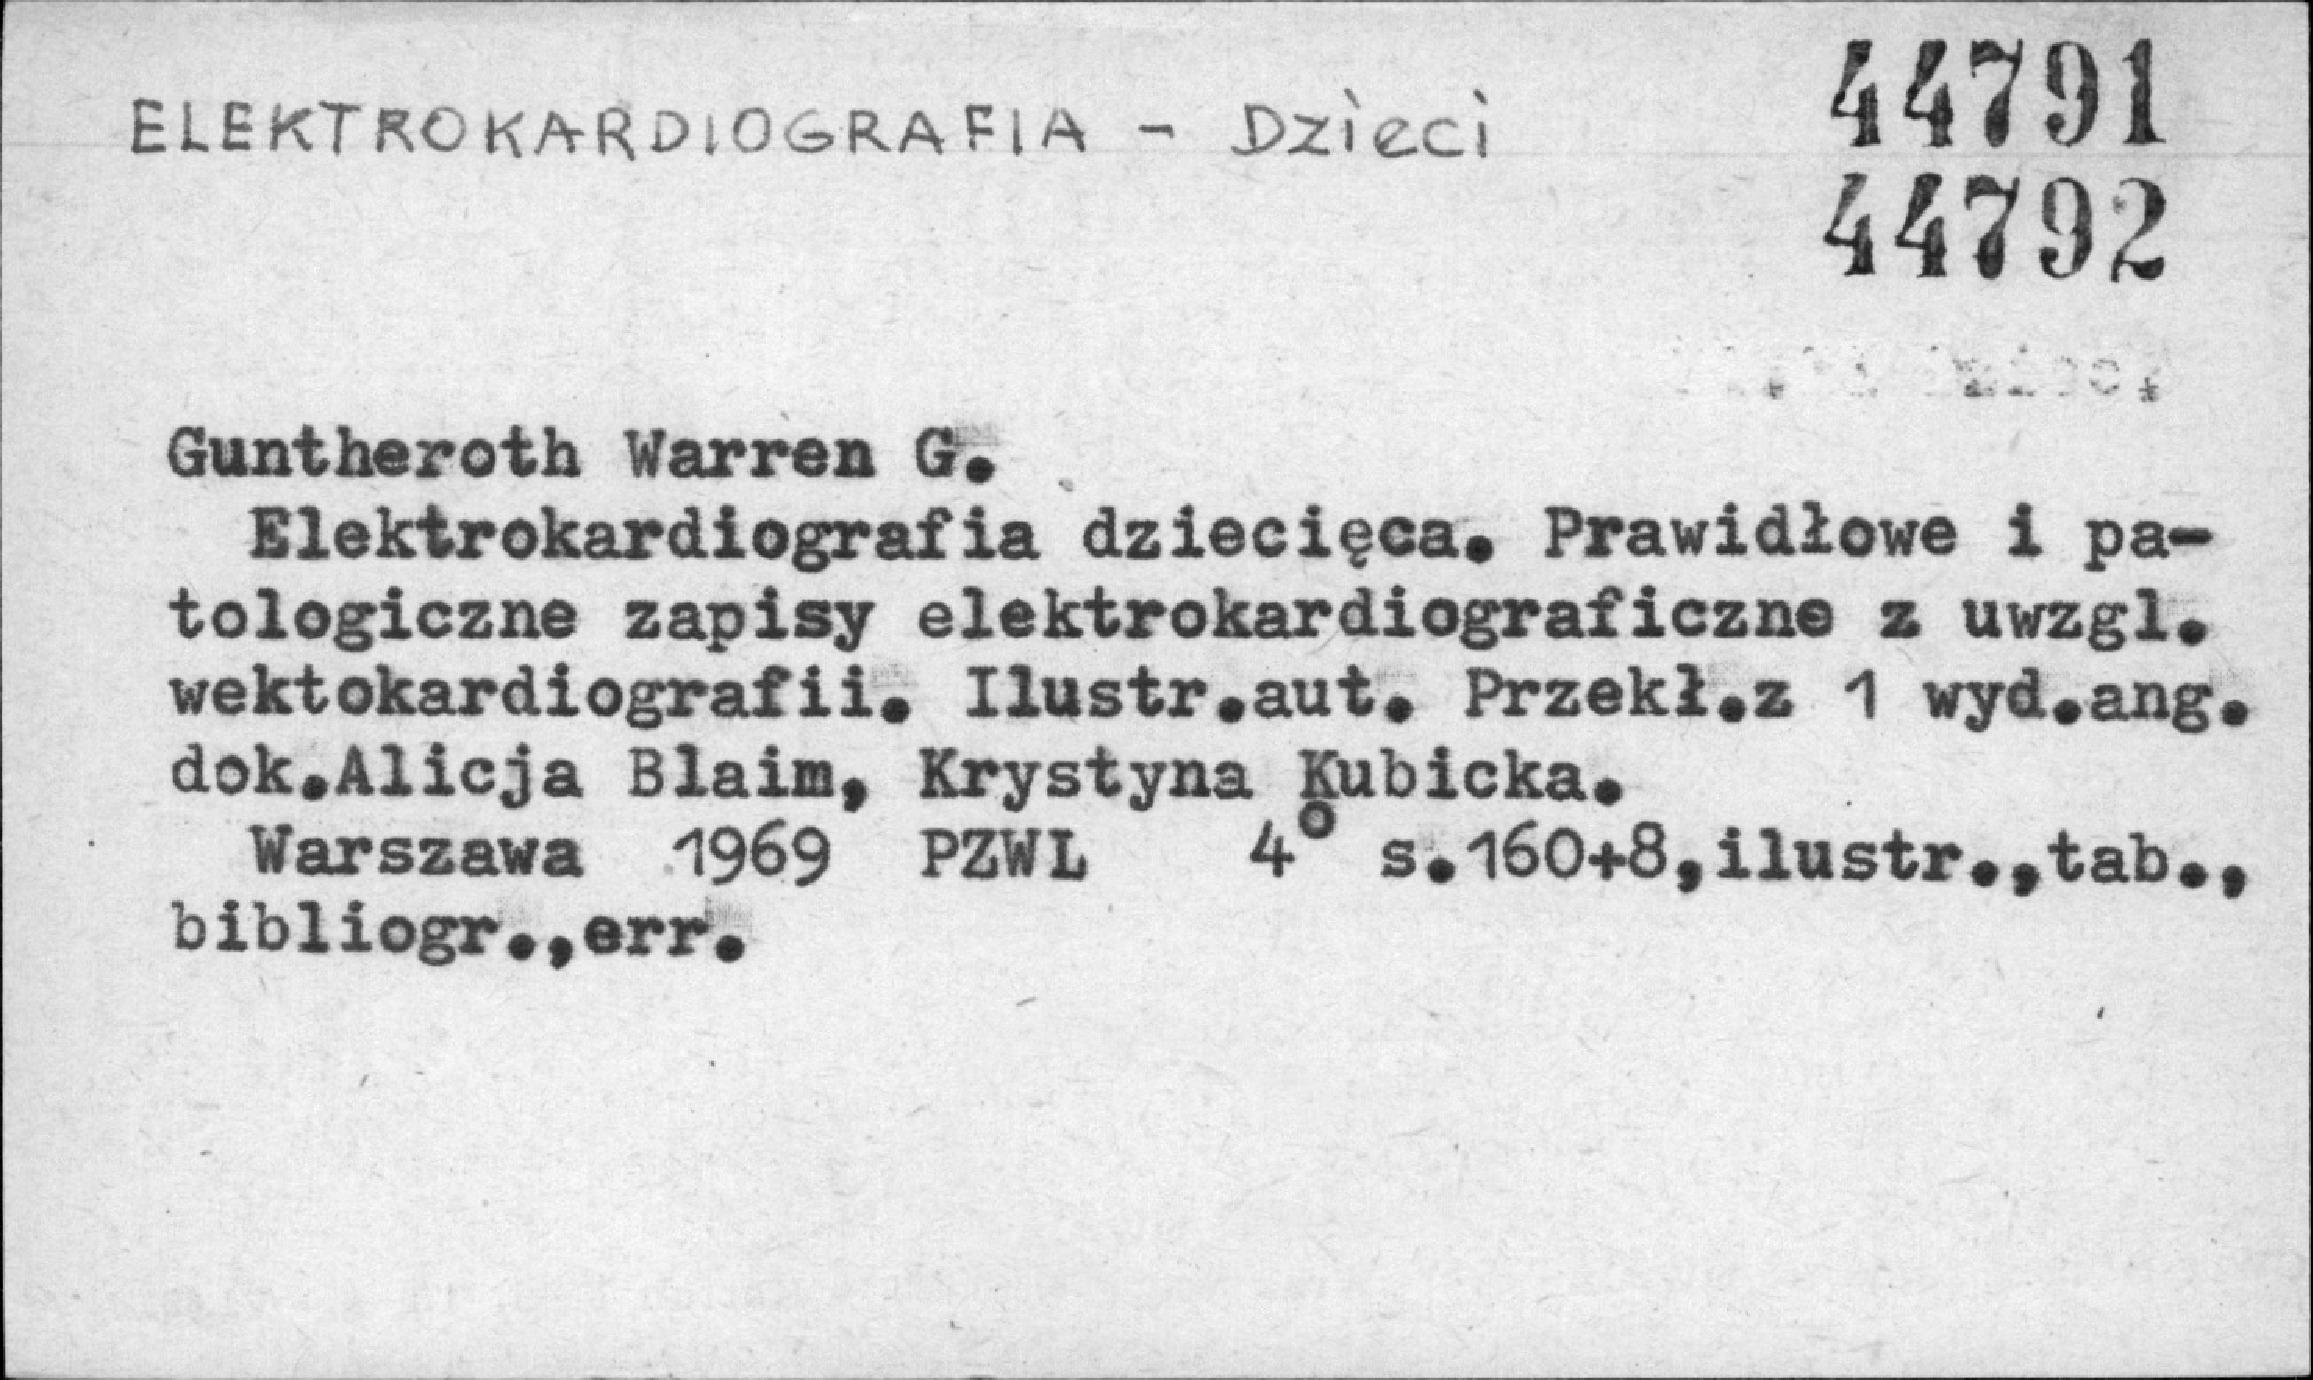 ELEKTROKARDIOGRAFIA - Dzieci
44791
44792
Guntheroth Warren G.
Elektrokardiografia dziecięca. Prawidłowe i pa-
tologiczne zapisy elektrokardiograficzne z uwzgl.
wektokardiografii. Ilustr.aut. Przekł.z 1 wyd.ang.
dok.Alicja Blaim, Krystyna Kubicka.
Warszawa 1969 PZWL 4° s.160+8,ilustr.,tab.,
bibliogr.,err.